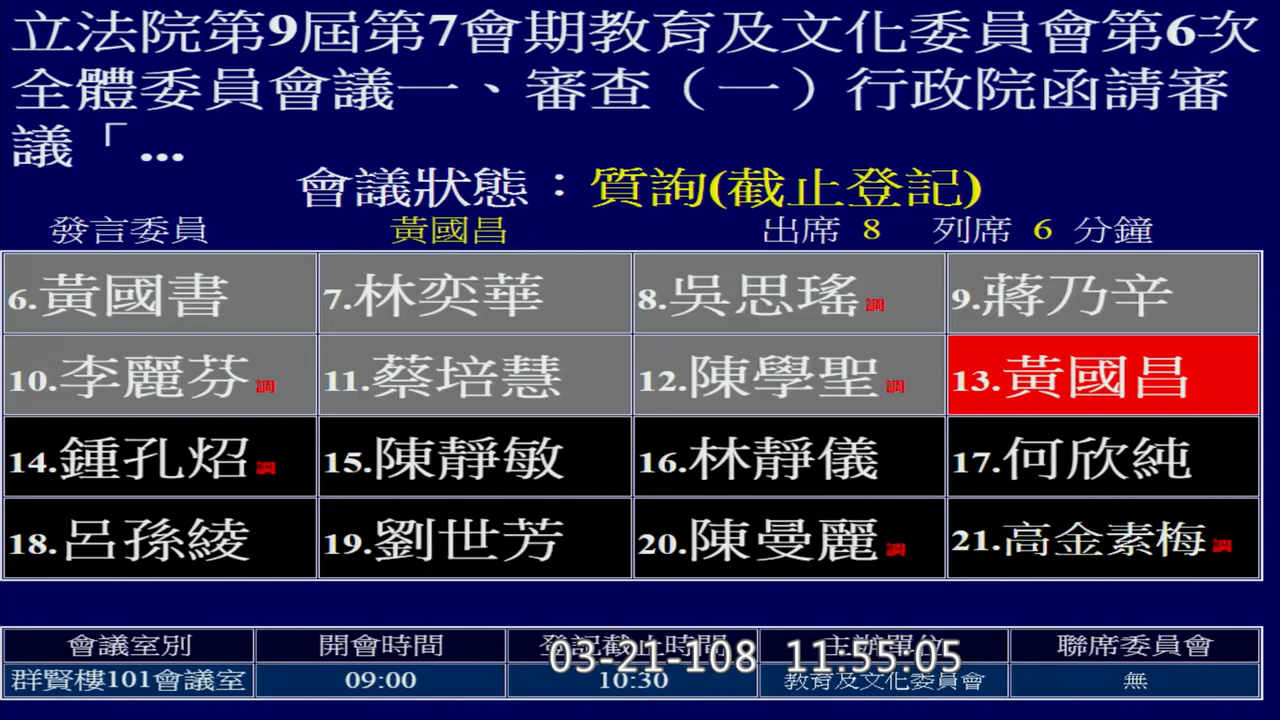 立法院第9屆第7會期教育及文化委員會第6次
全體委員會議一、審查（一）行政院函請審
議「...
會議狀態：質詢(截止登記)
發言委員 黃國昌 出席 8 列席 6 分鐘
6.黃國書 7.林奕華 8.吳思瑤調 9.蔣乃辛
10.李麗芬調 11.蔡培慧 12.陳學聖調 13.黃國昌
14.鍾孔炤調 15.陳靜敏 16.林靜儀 17.何欣純
18.呂孫綾 19.劉世芳 20.陳曼麗調 21.高金素梅調
會議室別 開會時間 登記截止時間 主辦單位 聯席委員會
03-21-108 11:55:05
群賢樓101會議室 09:00 10:30 教育及文化委員會 無